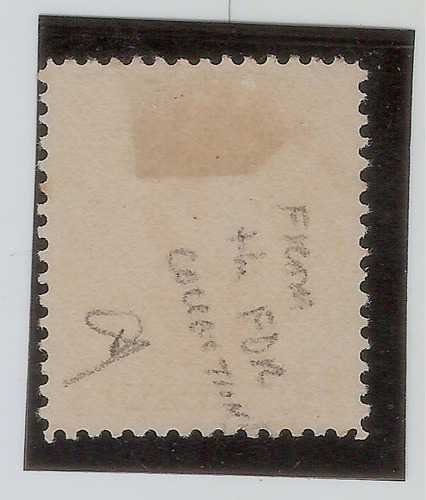 FROM
the FDR
COLLECTION